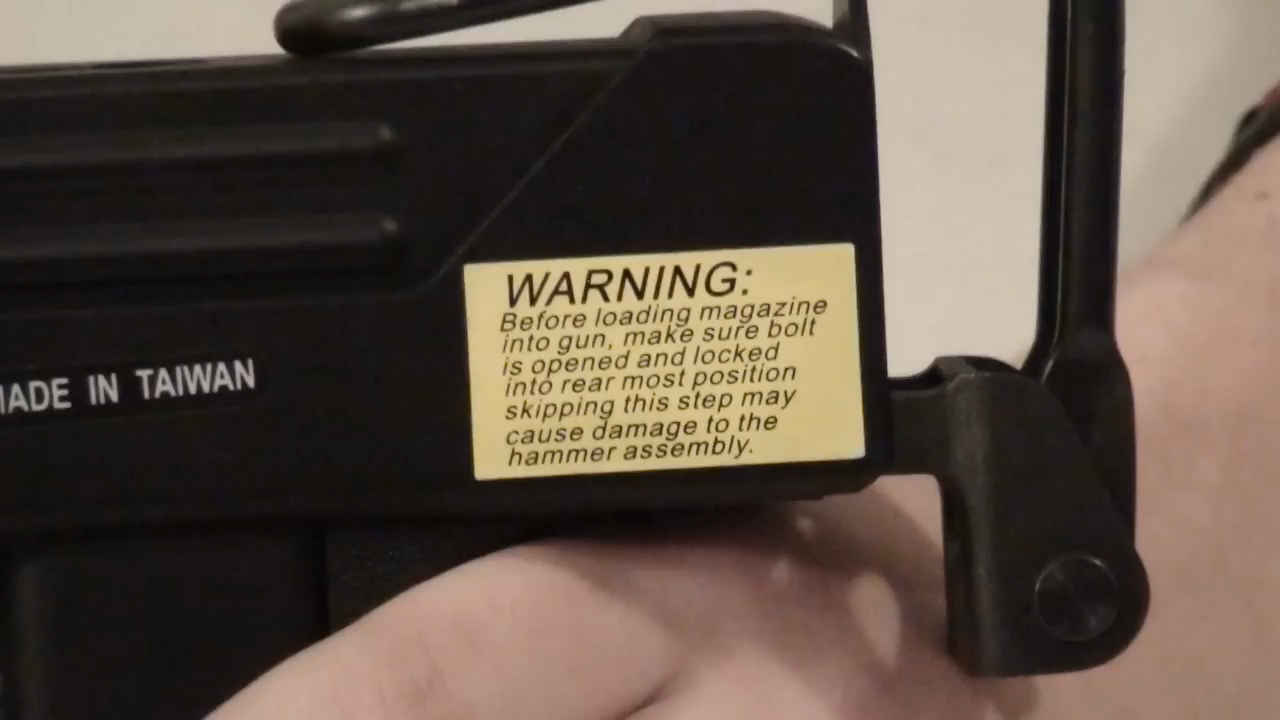 WARNING:
Before loading magazine
into gun, make sure bolt
is opened and locked
into rear most position
skipping this step may
cause damage to the
hammer assembly.
MADE IN TAIWAN